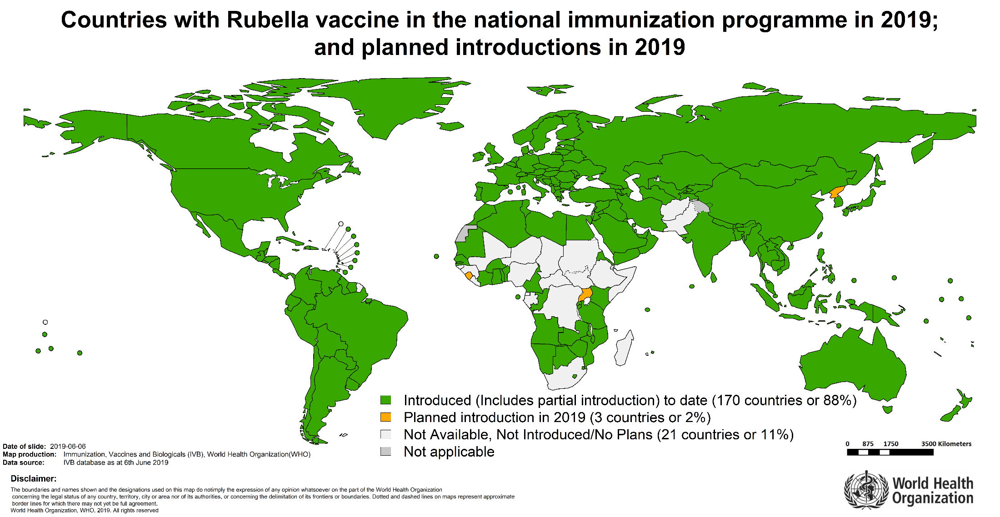 Countries with Rubella vaccine in the national immunization programme in 2019;
and planned introductions in 2019
Introduced (Includes partial introduction) to date (170 countries or 88%)
Planned introduction in 2019 (3 countries or 2%)
Not Available, Not Introduced/No Plans (21 countries or 11%)
Not applicable
Date of slide: 2019-06-06
Map production: Immunization, Vaccines and Biologicals (IVB), World Health Organization(WHO)
Data source: IVB database as at 6th June 2019
0 875 1750 3500 Kilometers
Disclaimer:
The boundaries and names shown and the designations used on this map do notimply the expression of any opinion whatsoever on the part of the World Health Organization
concerning the legal status of any country, territory, city or area nor of its authorities, or concerning the delimitation of its frontiers or boundaries. Dotted and dashed lines on maps represent approximate
border lines for which there may not yet be full agreement.
World Health Organization, WHO, 2019. All rights reserved
World Health
Organization